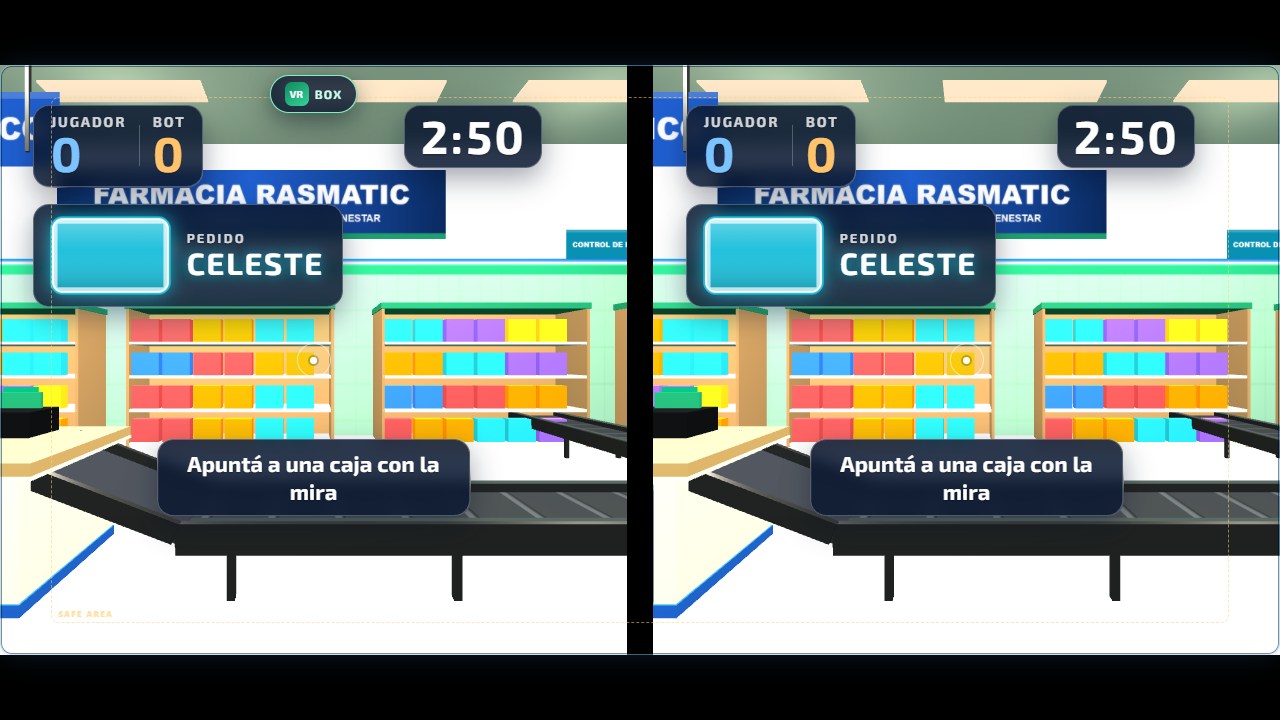 VR BOX
JUGADOR BOT
0 0
2:50
FARMACIA RASMATIC
NESTAR
CONTROL DE
PEDIDO
CELESTE
Apuntá a una caja con la
mira
SAFE AREA
JUGADOR BOT
0 0
2:50
FARMACIA RASMATIC
ENESTAR
CONTROL D
PEDIDO
CELESTE
Apuntá a una caja con la
mira